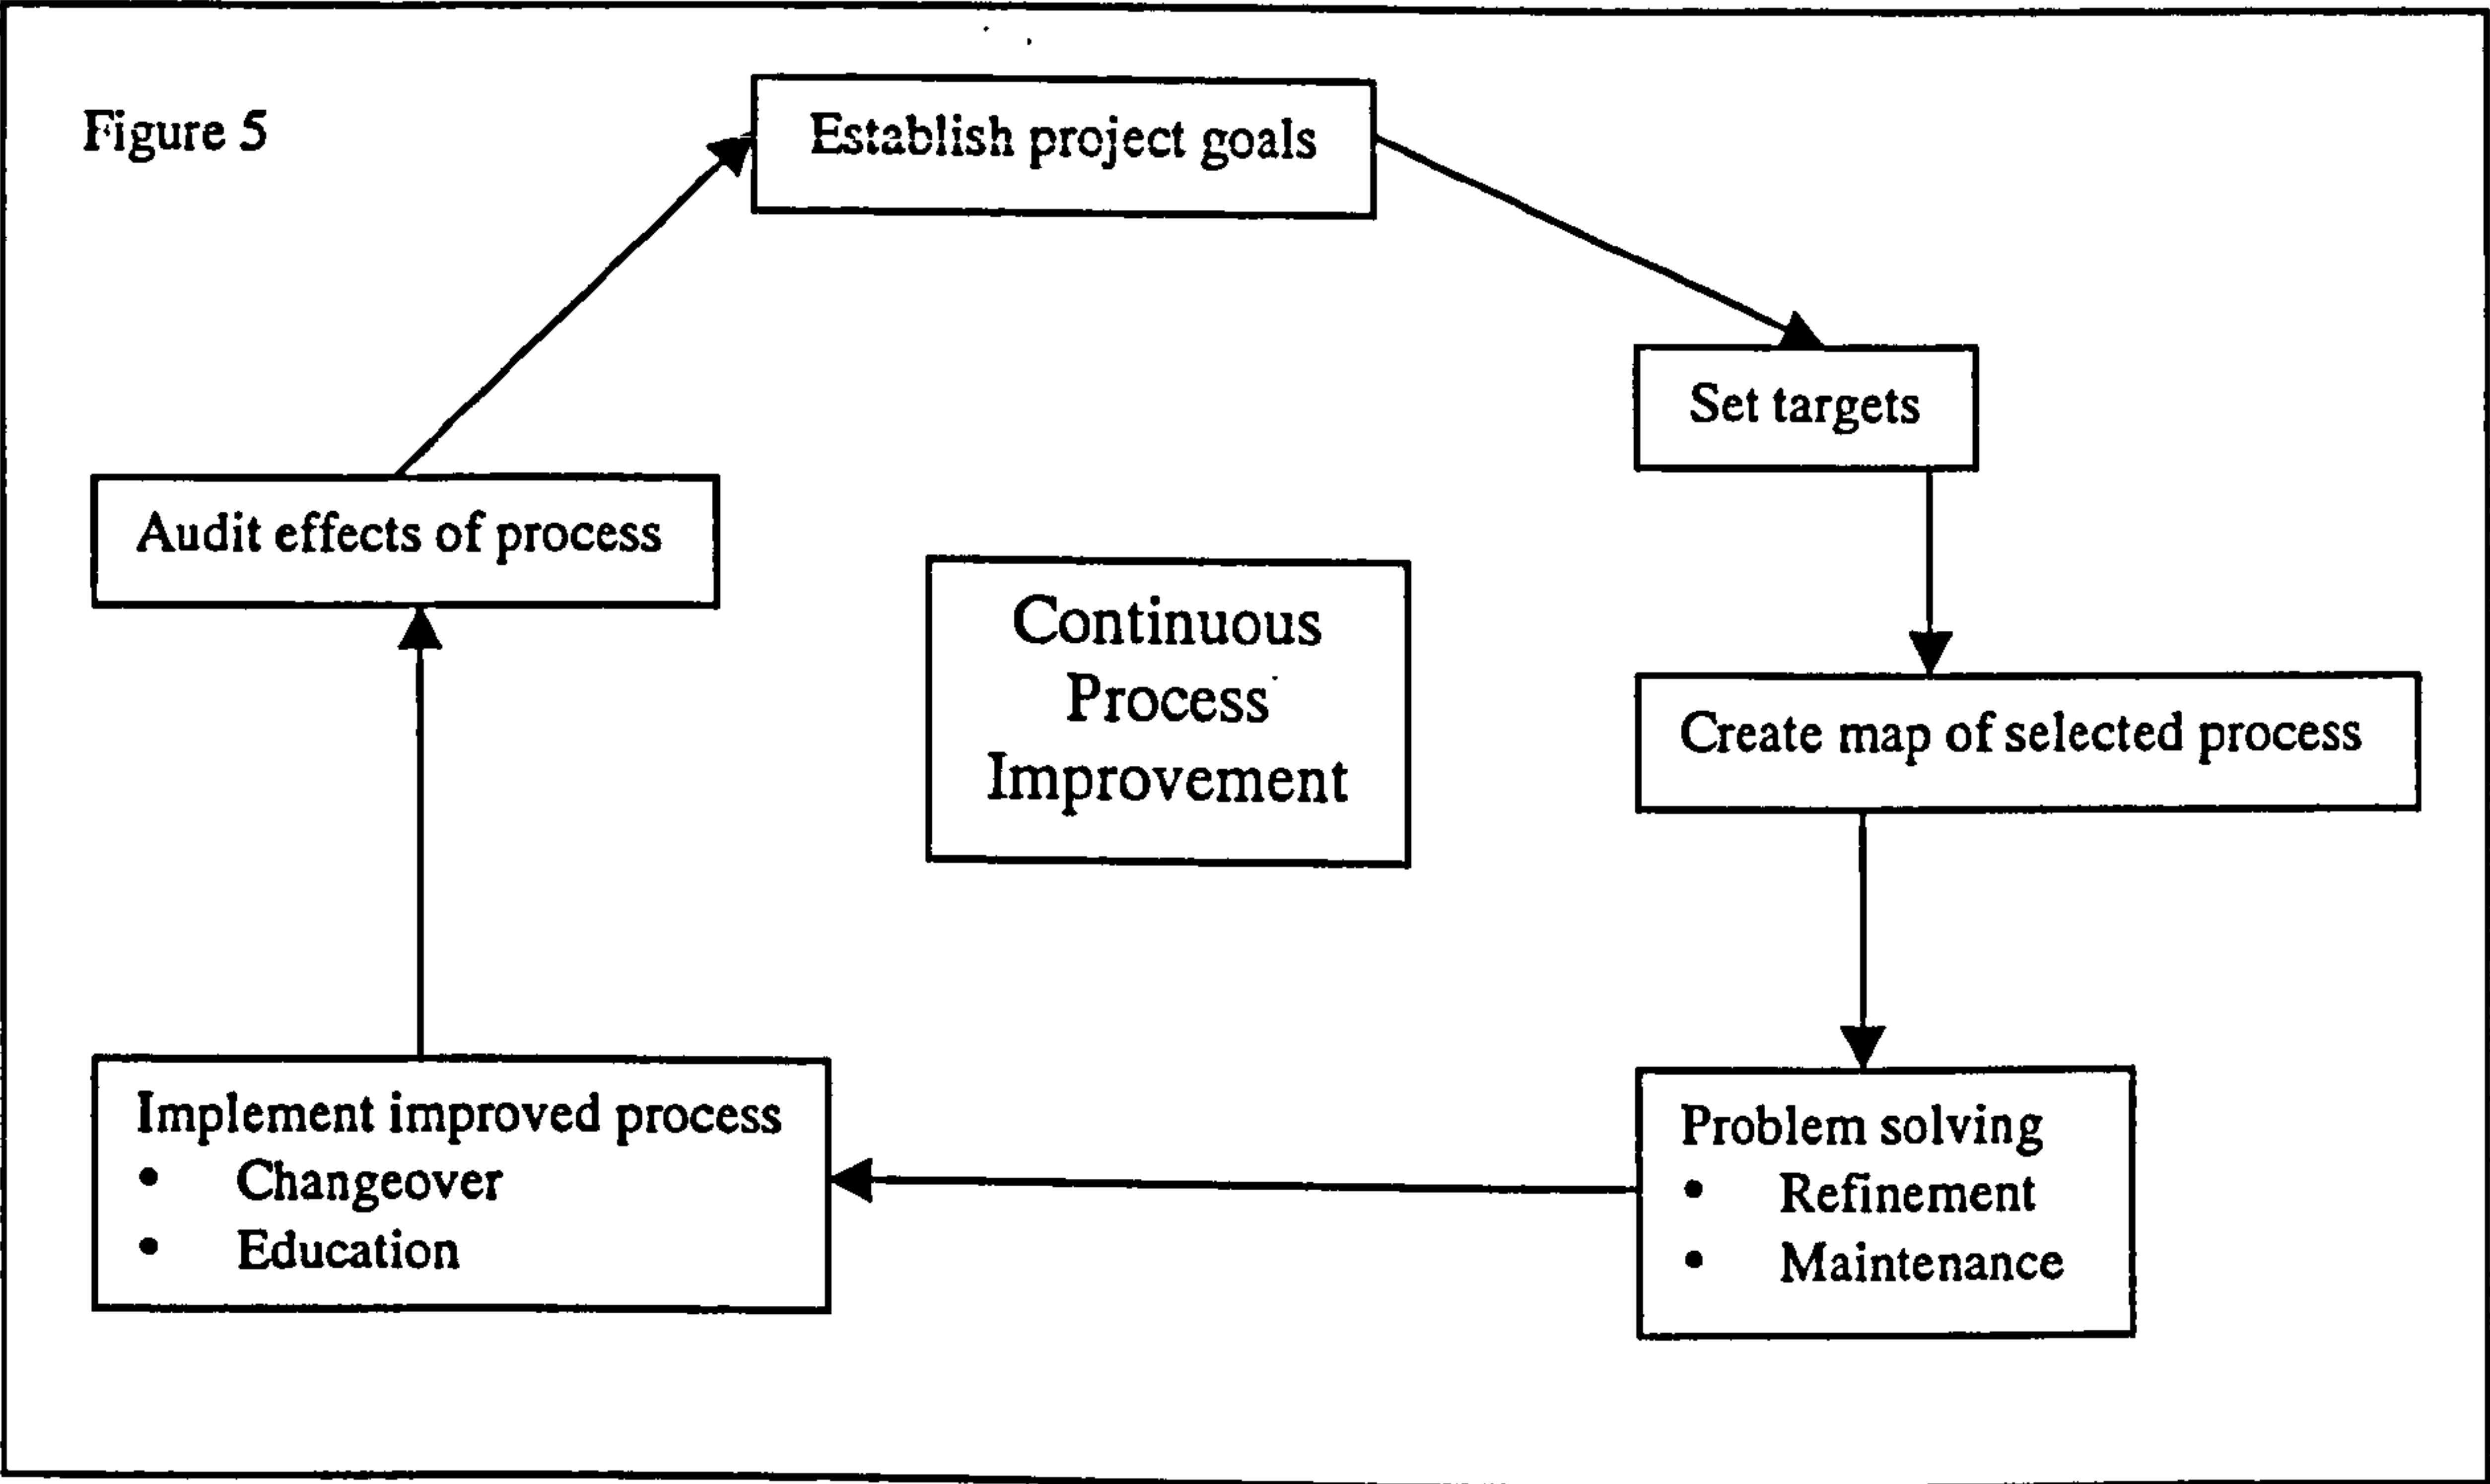 Figure 5
Establish project goals
Set targets
Audit effects of process
Continuous
Process
Improvement
Create map of selected process
Implement improved process
• Changeover
• Education
Problem solving
• Refinement
• Maintenance